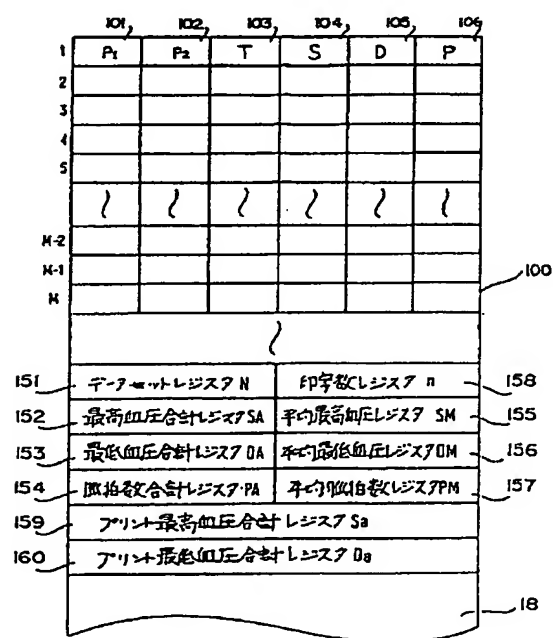 101 102 103 104 105 106
1 P1 P2 T S D P
2
3
4
5
M-2
M-1
M
100
151 データセットレジスタ N 印字数レジスタ n 158
152 最高血圧合計レジスタ SA 平均最高血圧レジスタ SM 155
153 最低血圧合計レジスタ DA 平均最低血圧レジスタ DM 156
154 脈拍数合計レジスタ PA 平均脈拍数レジスタ PM 157
159 プリント最高血圧合計レジスタ Sa
160 プリント最低血圧合計レジスタ Da
18